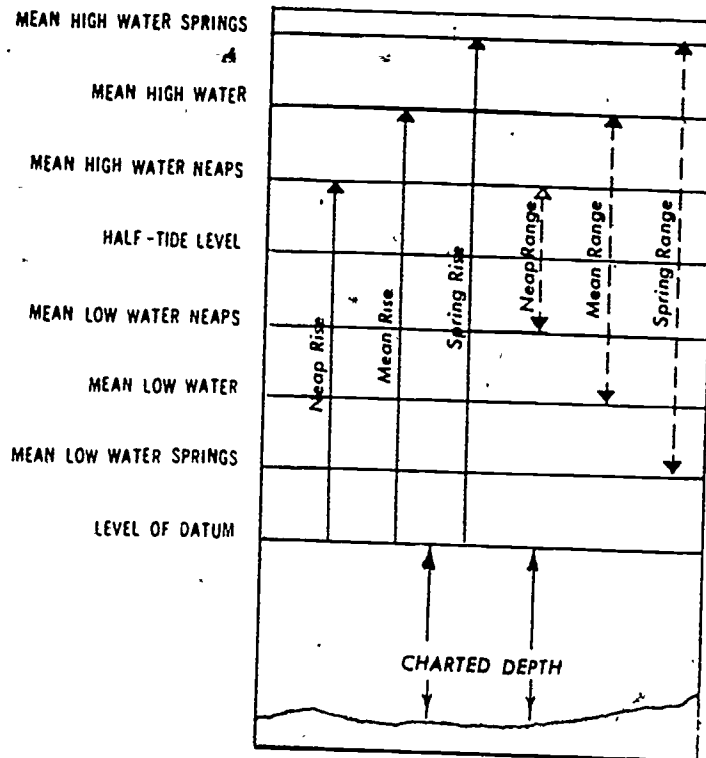 MEAN HIGH WATER SPRINGS
MEAN HIGH WATER
MEAN HIGH WATER NEAPS
HALF-TIDE LEVEL
MEAN LOW WATER NEAPS
MEAN LOW WATER
MEAN LOW WATER SPRINGS
LEVEL OF DATUM
Neap Rise
Mean Rise
Spring Rise
Neap Range
Mean Range
Spring Range
CHARTED DEPTH